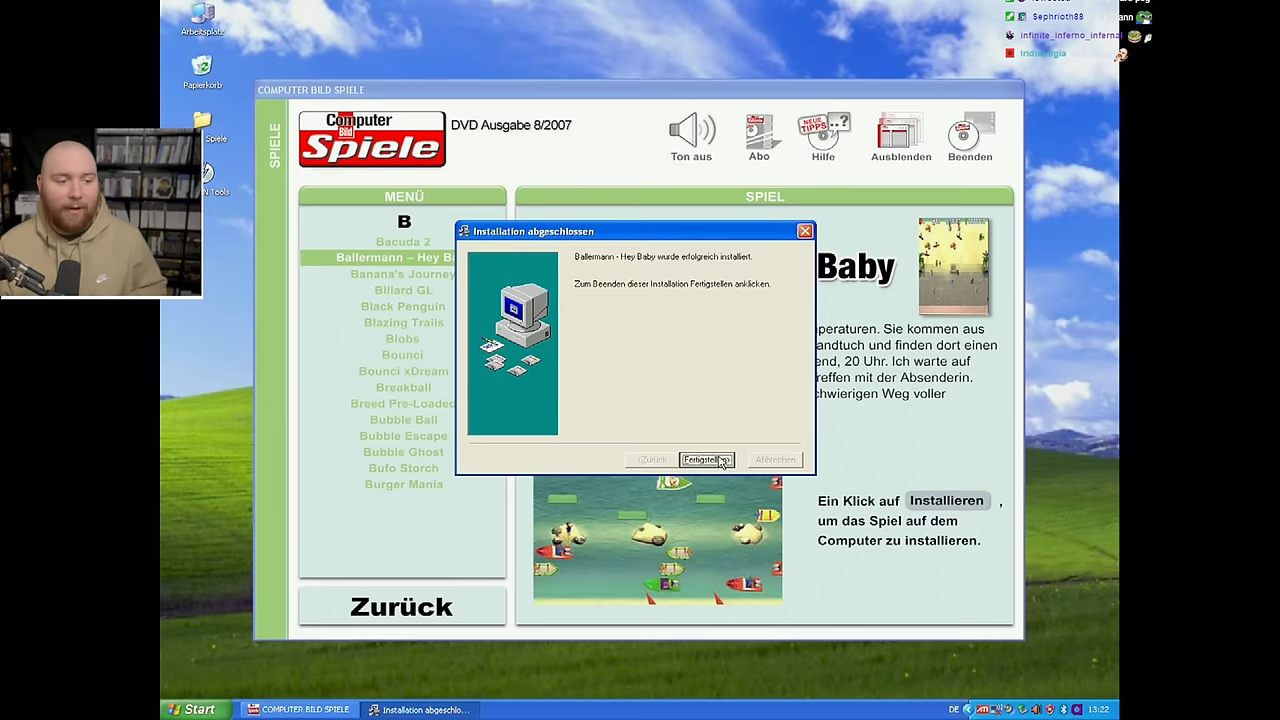 Arbeitsplatz
Papierkorb
Spiele
N Tools
Sephrioth88
infinite_inferno_infernal
COMPUTER BILD SPIELE
SPIELE
Computer
Bild
Spiele
DVD Ausgabe 8/2007
Ton aus
Abo
NEUE TIPPS
Hilfe
Ausblenden
Beenden
MENÜ
B
Bacuda 2
Ballermann – Hey B
Banana's Journey
Billard GL
Black Penguin
Blazing Trails
Blobs
Bounci
Bounci xDream
Breakball
Breed Pre-Loaded
Bubble Ball
Bubble Escape
Bubble Ghost
Bufo Storch
Burger Mania
Zurück
SPIEL
Baby
peraturen. Sie kommen aus
andtuch und finden dort einen
end, 20 Uhr. Ich warte auf
reffen mit der Absenderin.
chwierigen Weg voller
Ein Klick auf Installieren ,
um das Spiel auf dem
Computer zu installieren.
Installation abgeschlossen
Ballermann - Hey Baby wurde erfolgreich installiert.
Zum Beenden dieser Installation Fertigstellen anklicken.
<Zurück
Fertigstellen>
Abbrechen
Start
COMPUTER BILD SPIELE
Installation abgeschlo...
DE
13:22